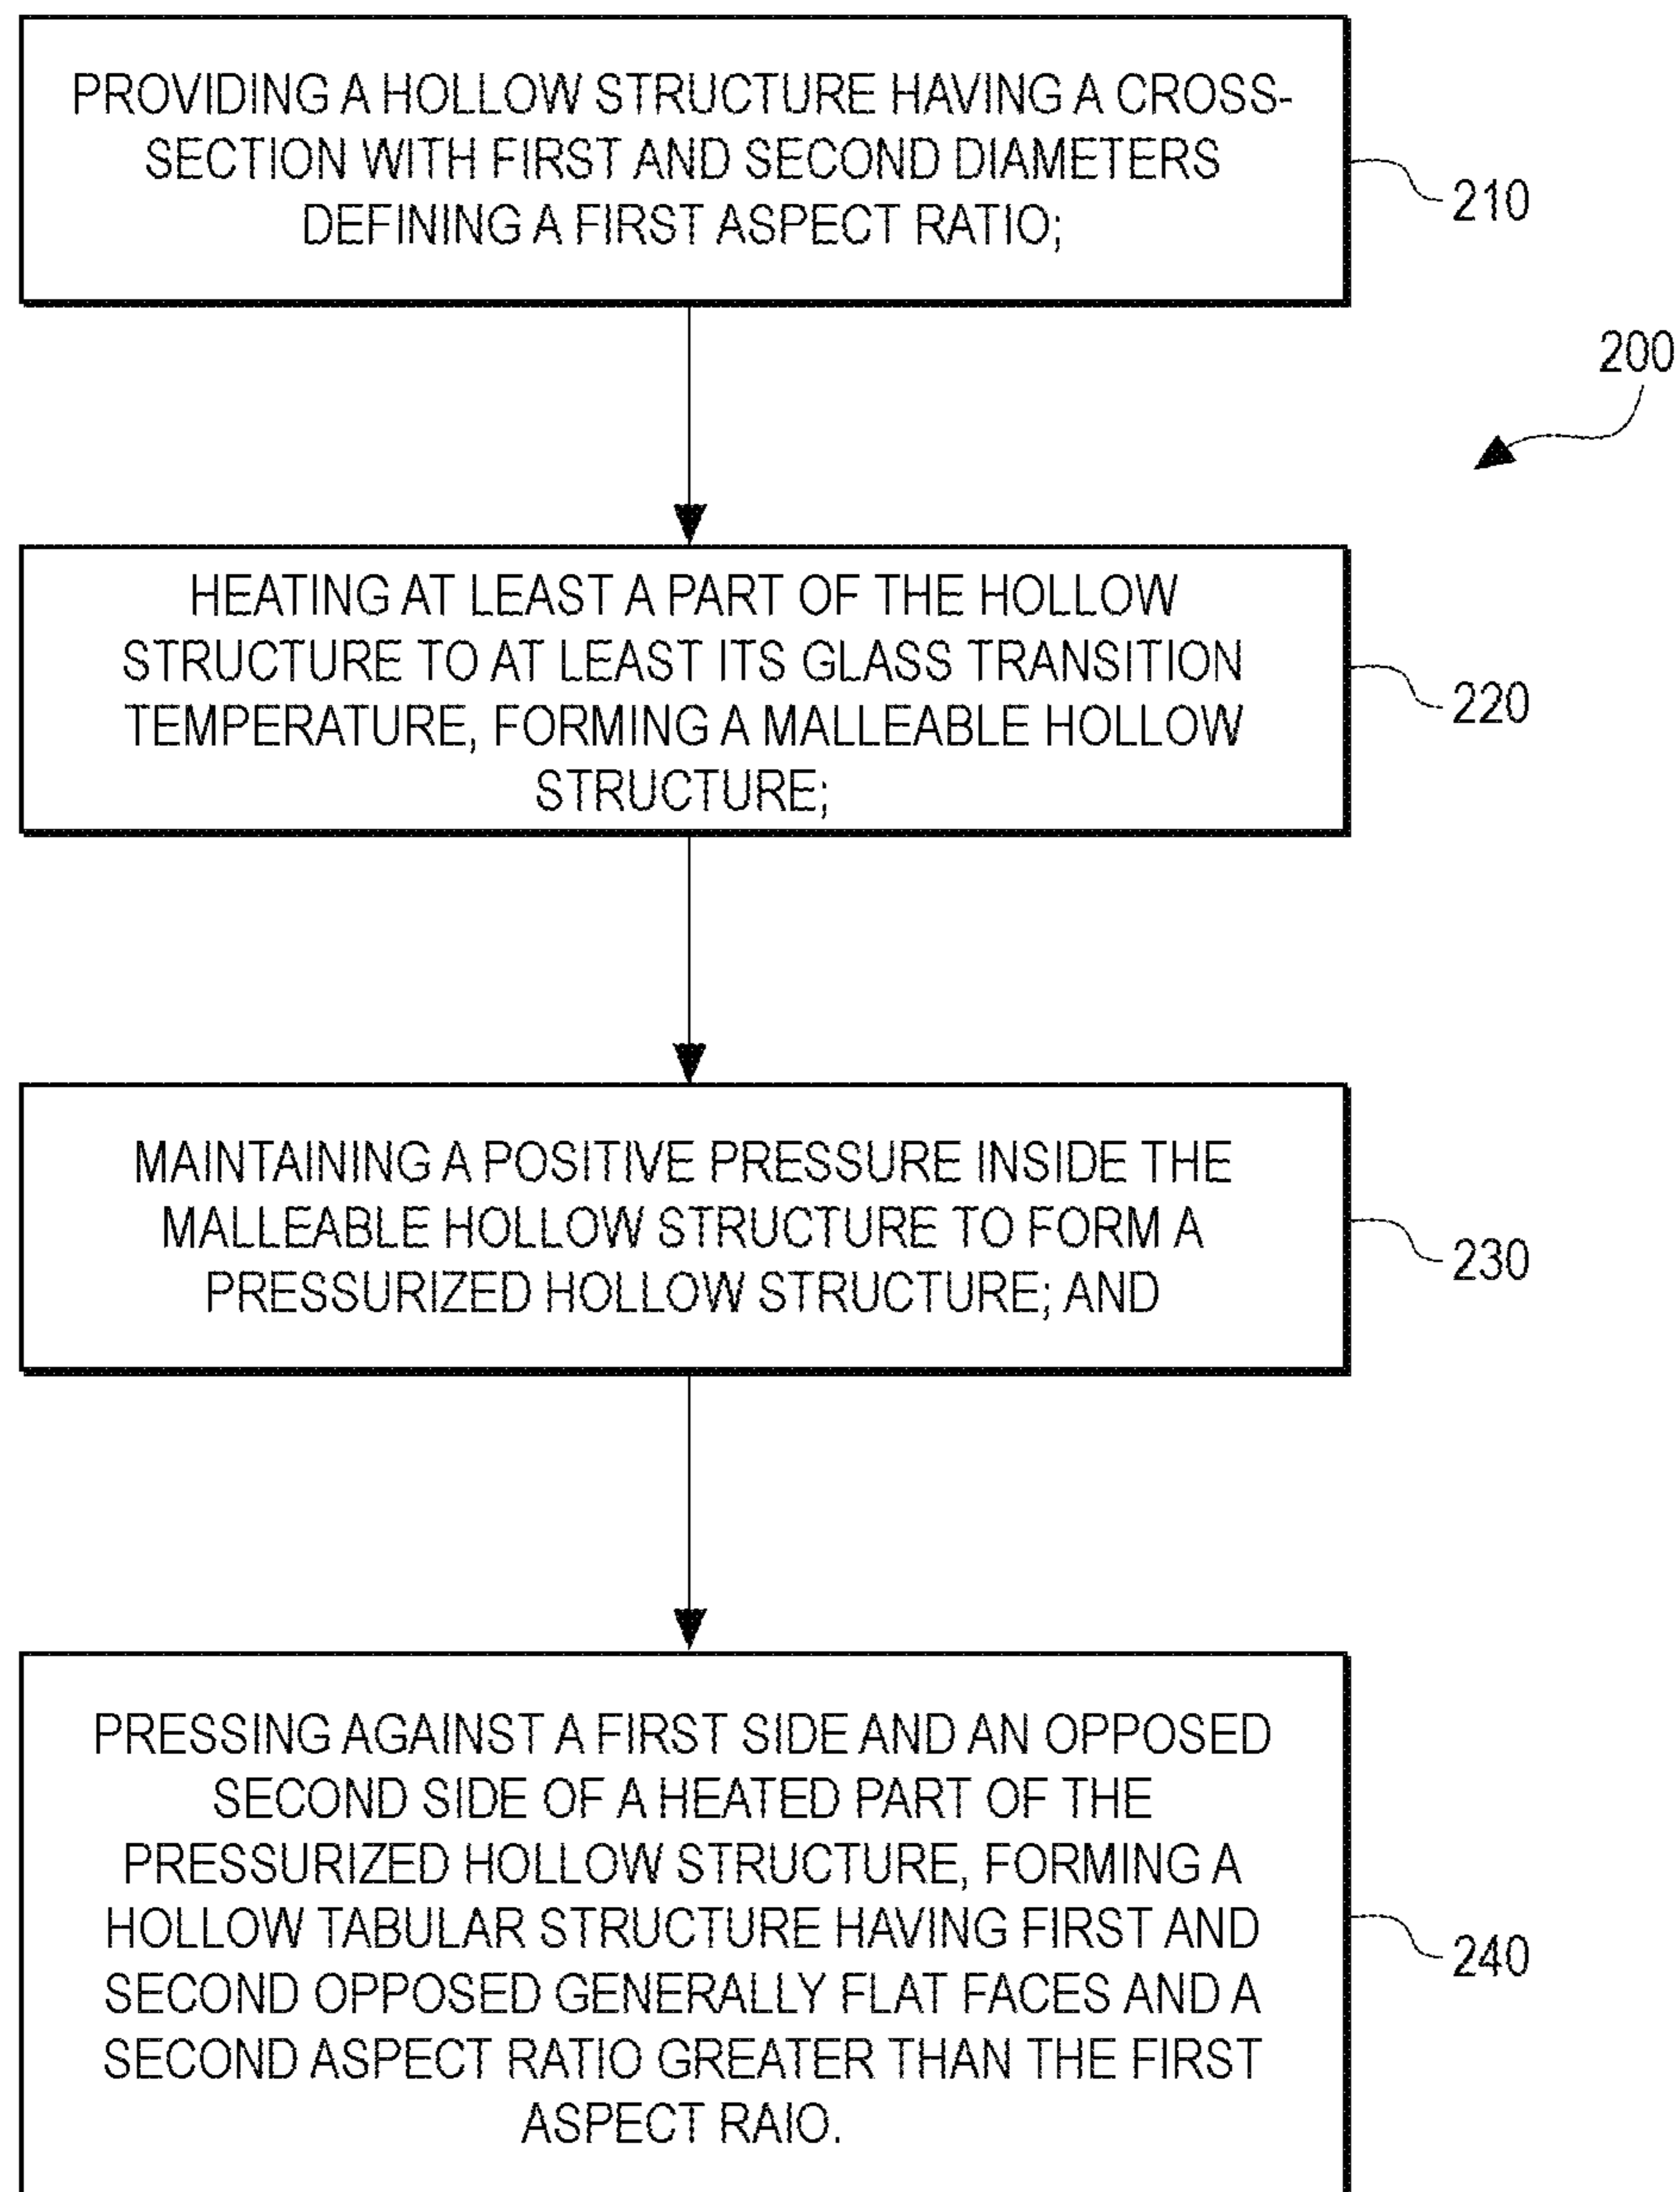 PROVIDING A HOLLOW STRUCTURE HAVING A CROSS-
SECTION WITH FIRST AND SECOND DIAMETERS
DEFINING A FIRST ASPECT RATIO;
210
200
HEATING AT LEAST A PART OF THE HOLLOW
STRUCTURE TO AT LEAST ITS GLASS TRANSITION
TEMPERATURE, FORMING A MALLEABLE HOLLOW
STRUCTURE;
220
MAINTAINING A POSITIVE PRESSURE INSIDE THE
MALLEABLE HOLLOW STRUCTURE TO FORM A
PRESSURIZED HOLLOW STRUCTURE; AND
230
PRESSING AGAINST A FIRST SIDE AND AN OPPOSED
SECOND SIDE OF A HEATED PART OF THE
PRESSURIZED HOLLOW STRUCTURE, FORMING A
HOLLOW TABULAR STRUCTURE HAVING FIRST AND
SECOND OPPOSED GENERALLY FLAT FACES AND A
SECOND ASPECT RATIO GREATER THAN THE FIRST
ASPECT RAIO.
240